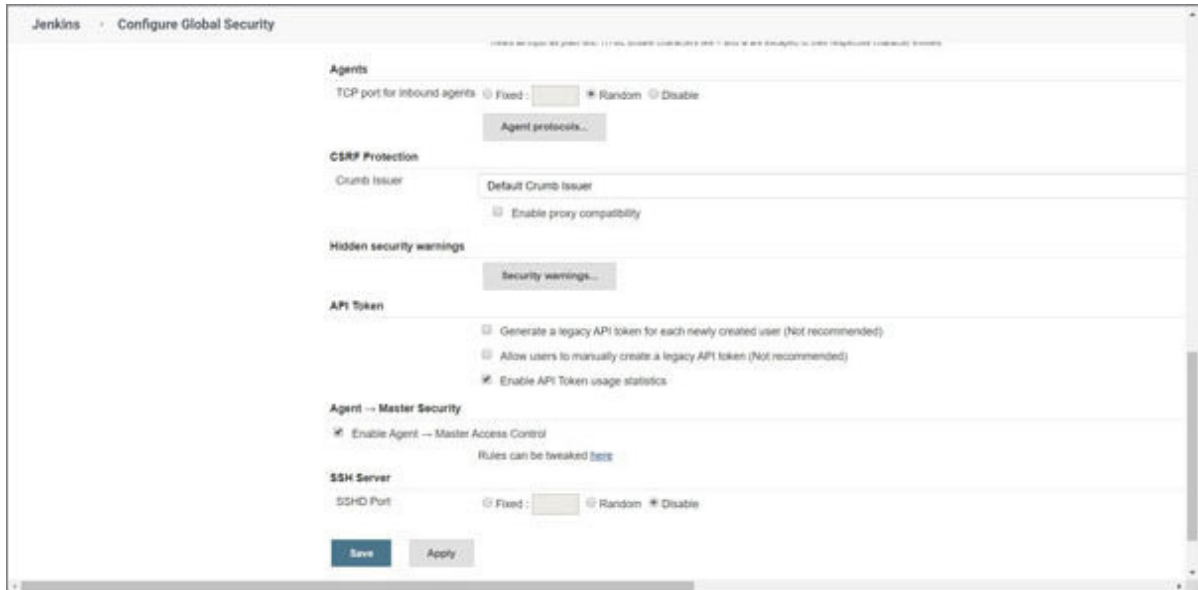 Jenkins › Configure Global Security
Agents
TCP port for inbound agents Fixed : Random Disable
Agent protocols...
CSRF Protection
Crumb Issuer
Default Crumb Issuer
Enable proxy compatibility
Hidden security warnings
Security warnings...
API Token
Generate a legacy API token for each newly created user (Not recommended)
Allow users to manually create a legacy API token (Not recommended)
Enable API Token usage statistics
Agent → Master Security
Enable Agent → Master Access Control
Rules can be tweaked here
SSH Server
SSHD Port Fixed : Random Disable
Save Apply